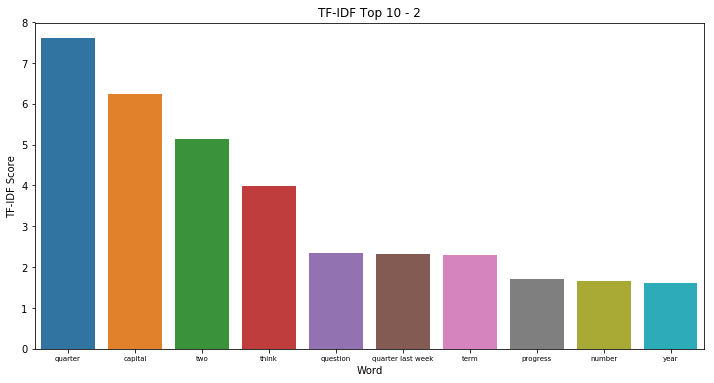 TF-IDF Top 10 - 2
TF-IDF Score
8
7
6
5
4
3
2
1
0
quarter capital two think question quarter last week term progress number year
Word